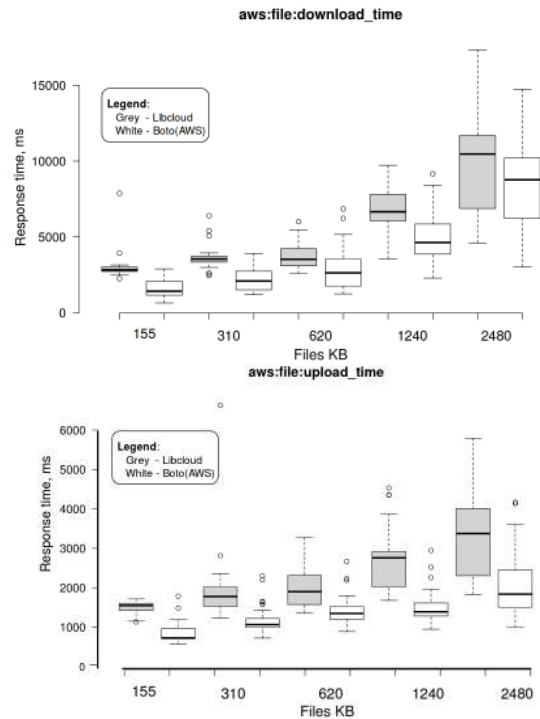 aws:file:download_time
15000
Legend:
Grey - Libcloud
White - Boto(AWS)
10000
Response time, ms
5000
0
155 310 620 1240 2480
Files KB
aws:file:upload_time
6000
Legend:
Grey - Libcloud
White - Boto(AWS)
5000
4000
Response time, ms
3000
2000
1000
0
155 310 620 1240 2480
Files KB